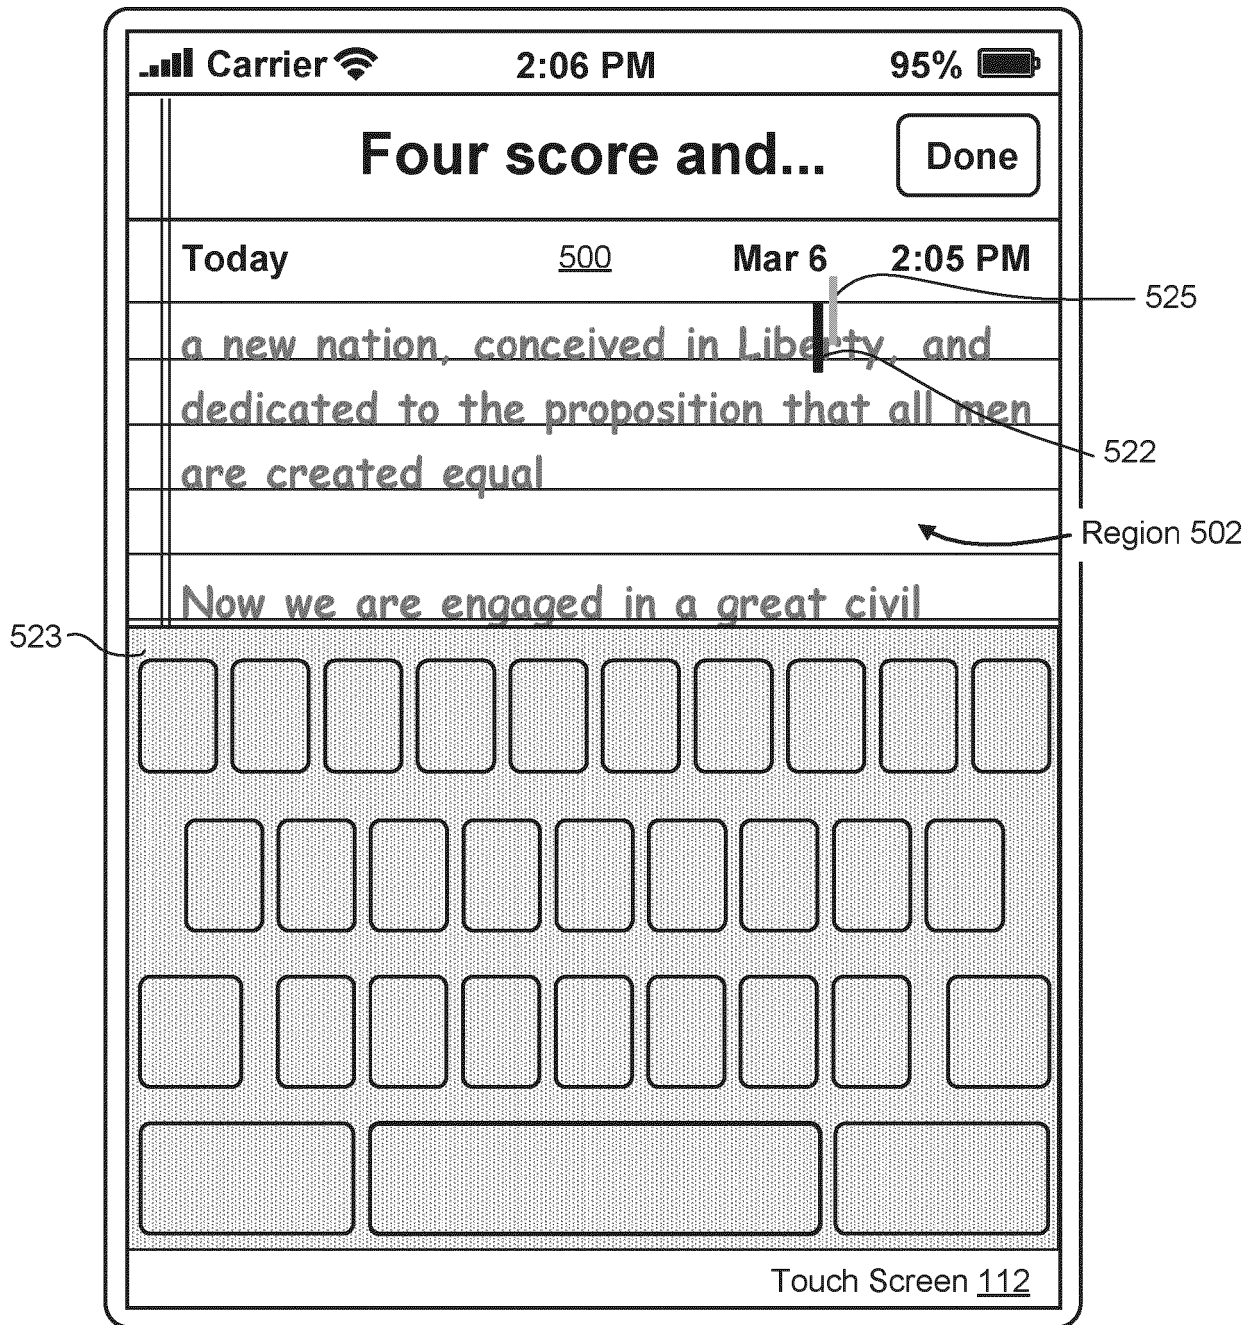 Carrier 2:06 PM 95%
Four score and... Done
Today 500 Mar 6 2:05 PM
525
a new nation, conceived in Liberty, and
dedicated to the proposition that all men
522
are created equal
Region 502
Now we are engaged in a great civil
523
Touch Screen 112